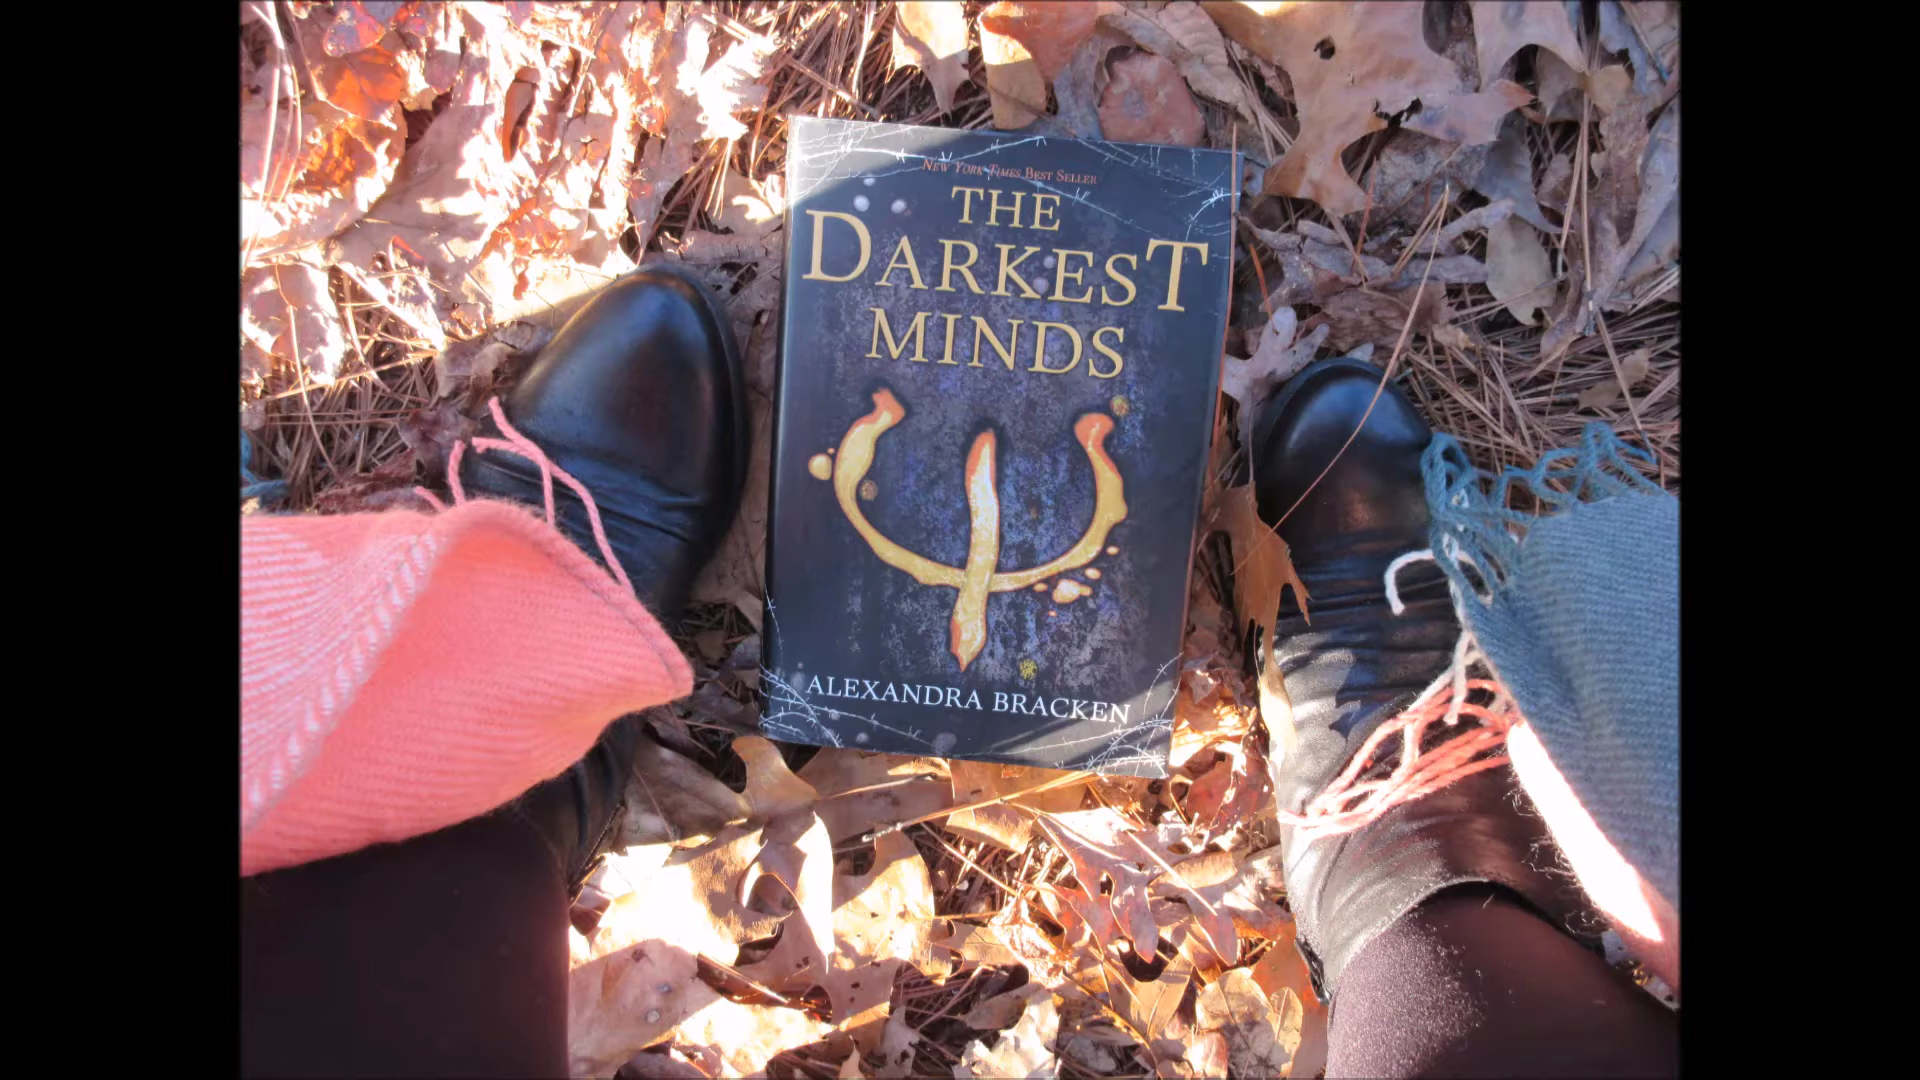 NEW YORK TIMES BEST SELLER
THE
DARKEST
MINDS
ALEXANDRA BRACKEN